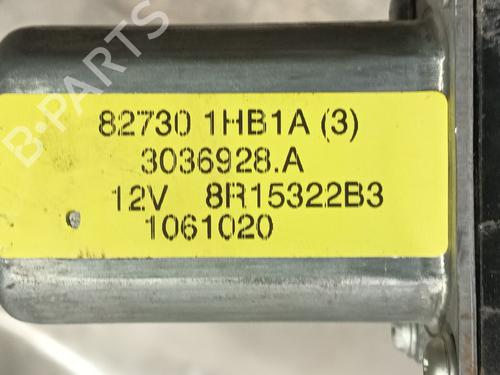 82730 1HB1A (3)
3036928.A
12V 8R15322B3
1061020
B-PARTS